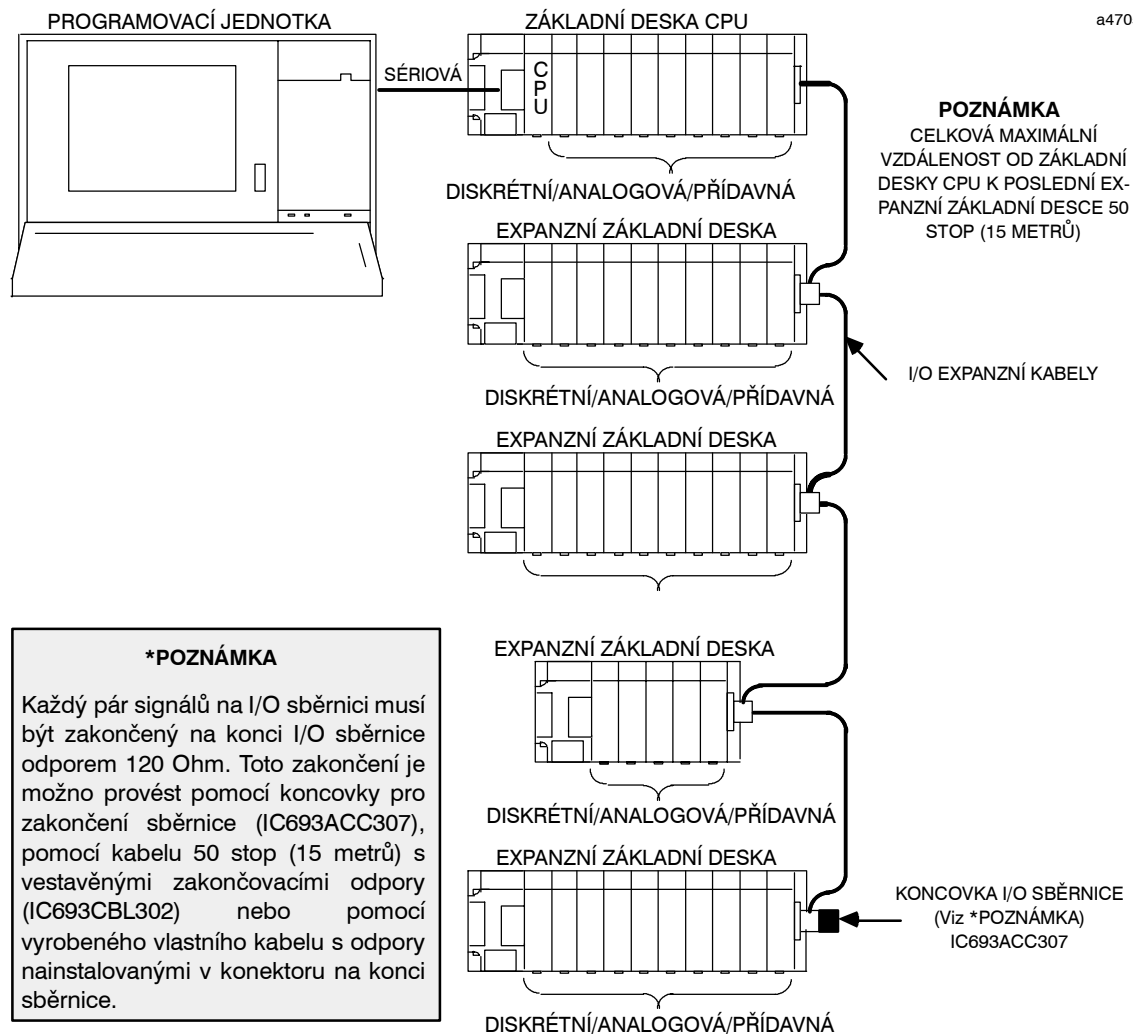 PROGRAMOVACÍ JEDNOTKA
ZÁKLADNÍ DESKA CPU
a470
SÉRIOVÁ
C
P
U
DISKRÉTNÍ/ANALOGOVÁ/PŘÍDAVNÁ
POZNÁMKA
CELKOVÁ MAXIMÁLNÍ
VZDÁLENOST OD ZÁKLADNÍ
DESKY CPU K POSLEDNÍ EX-
PANZNÍ ZÁKLADNÍ DESCE 50
STOP (15 METRŮ)
EXPANZNÍ ZÁKLADNÍ DESKA
DISKRÉTNÍ/ANALOGOVÁ/PŘÍDAVNÁ
I/O EXPANZNÍ KABELY
EXPANZNÍ ZÁKLADNÍ DESKA
EXPANZNÍ ZÁKLADNÍ DESKA
DISKRÉTNÍ/ANALOGOVÁ/PŘÍDAVNÁ
*POZNÁMKA
Každý pár signálů na I/O sběrnici musí
být zakončený na konci I/O sběrnice
odporem 120 Ohm. Toto zakončení je
možno provést pomocí koncovky pro
zakončení sběrnice (IC693ACC307),
pomocí kabelu 50 stop (15 metrů) s
vestavěnými zakončovacími odpory
(IC693CBL302) nebo pomocí
vyrobeného vlastního kabelu s odpory
nainstalovanými v konektoru na konci
sběrnice.
EXPANZNÍ ZÁKLADNÍ DESKA
KONCOVKA I/O SBĚRNICE
(Viz *POZNÁMKA)
IC693ACC307
DISKRÉTNÍ/ANALOGOVÁ/PŘÍDAVNÁ